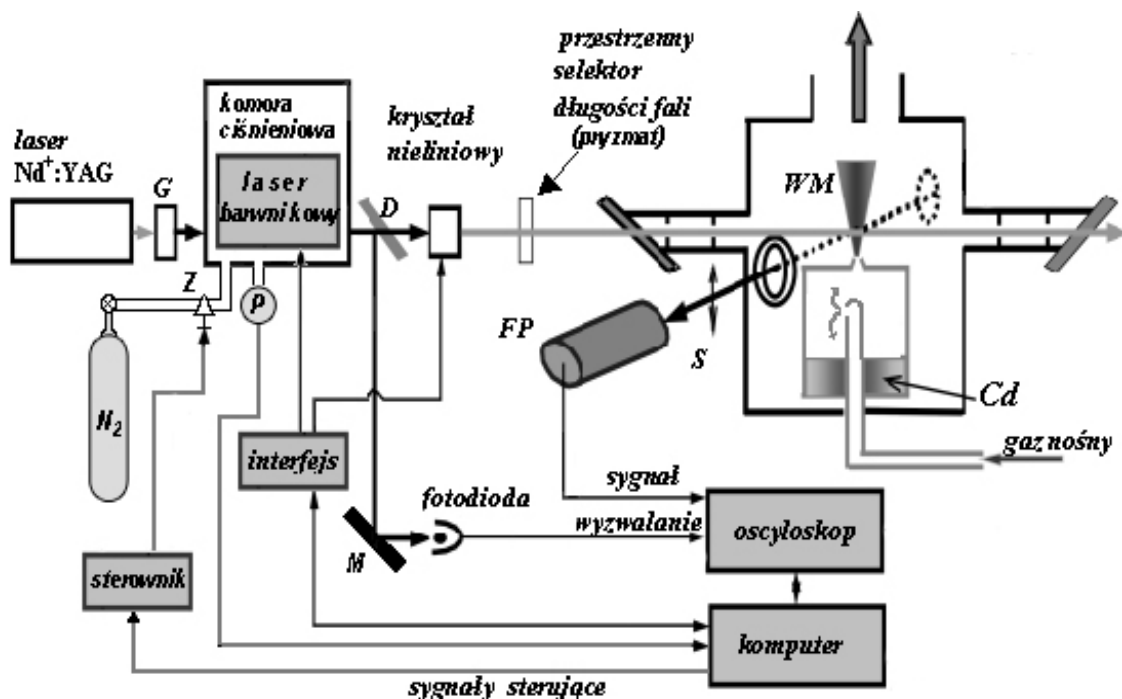 przestrzenny
selektor
długości fali
(pryzmat)
komora
ciśnieniowa
kryształ
nieliniowy
laser
Nd⁺:YAG
G
laser
barwnikowy
D
WM
Z
P
FP
S
N₂
Cd
gaz nośny
interfejs
sygnał
fotodioda
wyzwalanie
oscyloskop
M
sterownik
komputer
sygnały sterujące